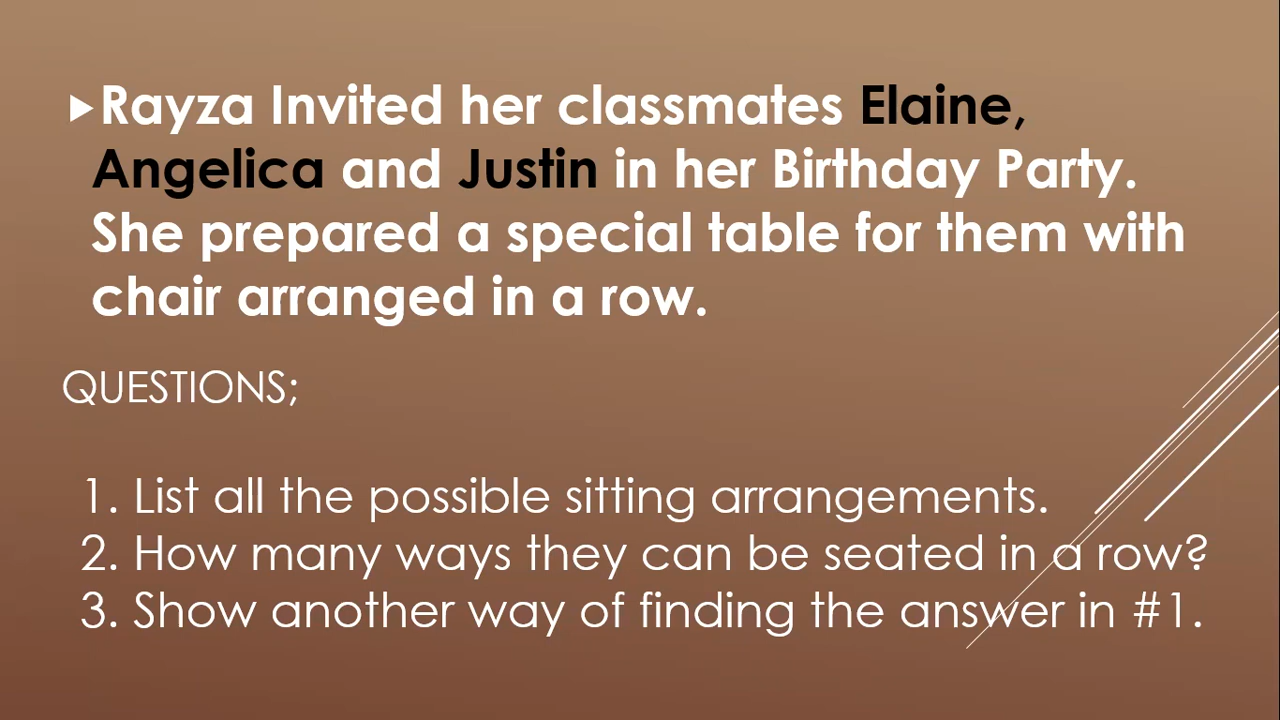 Rayza Invited her classmates Elaine,
Angelica and Justin in her Birthday Party.
She prepared a special table for them with
chair arranged in a row.
QUESTIONS;
1. List all the possible sitting arrangements.
2. How many ways they can be seated in a row?
3. Show another way of finding the answer in #1.